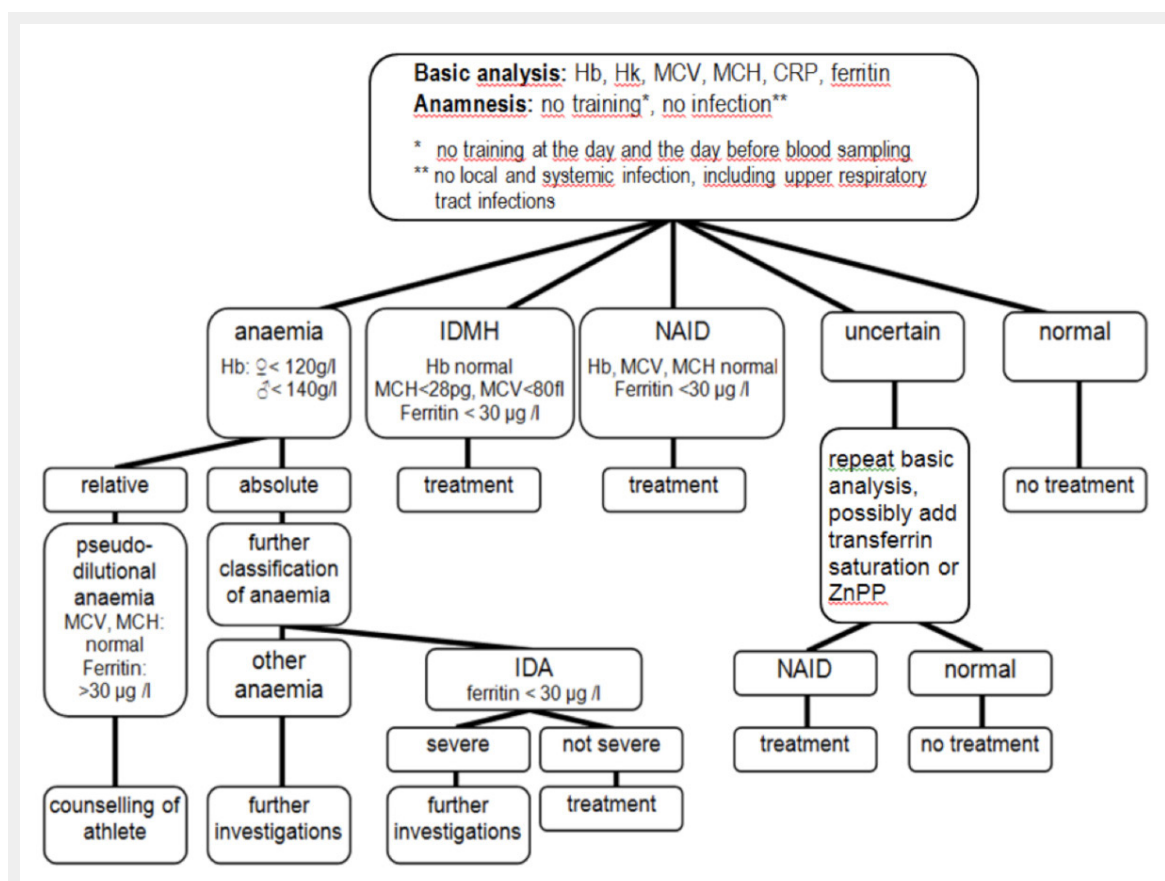 Basic analysis: Hb, Hk, MCV, MCH, CRP, ferritin
Anamnesis: no training*, no infection**
* no training at the day and the day before blood sampling
** no local and systemic infection, including upper respiratory
tract infections
anaemia
Hb: ♀< 120g/l
♂< 140g/l
IDMH
Hb normal
MCH<28pg, MCV<80fl
Ferritin < 30 µg /l
NAID
Hb, MCV, MCH normal
Ferritin <30 µg /l
uncertain
normal
relative
absolute
treatment
treatment
repeat basic
analysis,
possibly add
transferrin
saturation or
ZnPP
no treatment
pseudo-
dilutional
anaemia
MCV, MCH:
normal
Ferritin:
>30 µg /l
further
classification
of anaemia
other
anaemia
IDA
ferritin < 30 µg /l
NAID
normal
severe
not severe
treatment
no treatment
counselling of
athlete
further
investigations
further
investigations
treatment